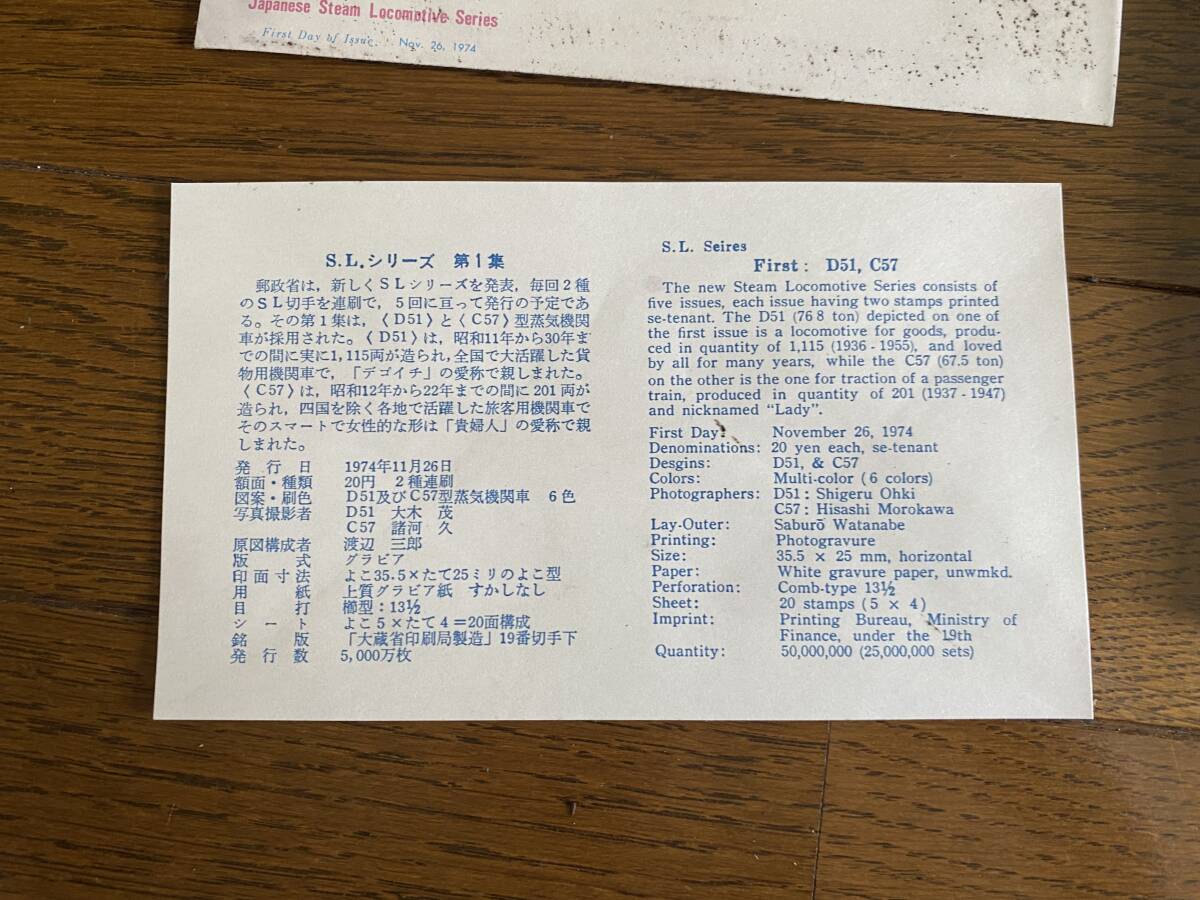 Japanese Steam Locomotive Series
First Day of Issue. Nov. 26, 1974
S.L.シリーズ 第1集
郵政省は,新しくSLシリーズを発表,毎回2種
のSL切手を連刷で,5回に亘って発行の予定であ
る。その第1集は,〈D51〉と〈C57〉型蒸気機関
車が採用された。〈D51〉は,昭和11年から30年ま
での間に実に1,115両が造られ,全国で大活躍した貨
物用機関車で,「デゴイチ」の愛称で親しまれた。
〈C57〉は,昭和12年から22年までの間に201両が
造られ,四国を除く各地で活躍した旅客用機関車で
そのスマートで女性的な形は「貴婦人」の愛称で親
しまれた。
発行日 1974年11月26日
額面・種類 20円 2種連刷
図案・刷色 D51及びC57型蒸気機関車 6色
写真撮影者 D51 大木 茂
C57 諸河 久
原図構成者 渡辺 三郎
版式 グラビア
印面寸法 よこ35.5×たて25ミリのよこ型
用紙 上質グラビア紙 すかしなし
目打 櫛型:13½
シート よこ5×たて4=20面構成
銘版 「大蔵省印刷局製造」19番切手下
発行数 5,000万枚
S.L. Seires
First: D51, C57
The new Steam Locomotive Series consists of
five issues, each issue having two stamps printed
se-tenant. The D51 (76 8 ton) depicted on one of
the first issue is a locomotive for goods, produ-
ced in quantity of 1,115 (1936 - 1955), and loved
by all for many years, while the C57 (67.5 ton)
on the other is the one for traction of a passenger
train, produced in quantity of 201 (1937 - 1947)
and nicknamed "Lady".
First Day: November 26, 1974
Denominations: 20 yen each, se-tenant
Desgins: D51, & C57
Colors: Multi-color (6 colors)
Photographers: D51: Shigeru Ohki
C57: Hisashi Morokawa
Lay-Outer: Saburō Watanabe
Printing: Photogravure
Size: 35.5 × 25 mm, horizontal
Paper: White gravure paper, unwmkd.
Perforation: Comb-type 13½
Sheet: 20 stamps (5 × 4)
Imprint: Printing Bureau, Ministry of
Finance, under the 19th
Quantity: 50,000,000 (25,000,000 sets)